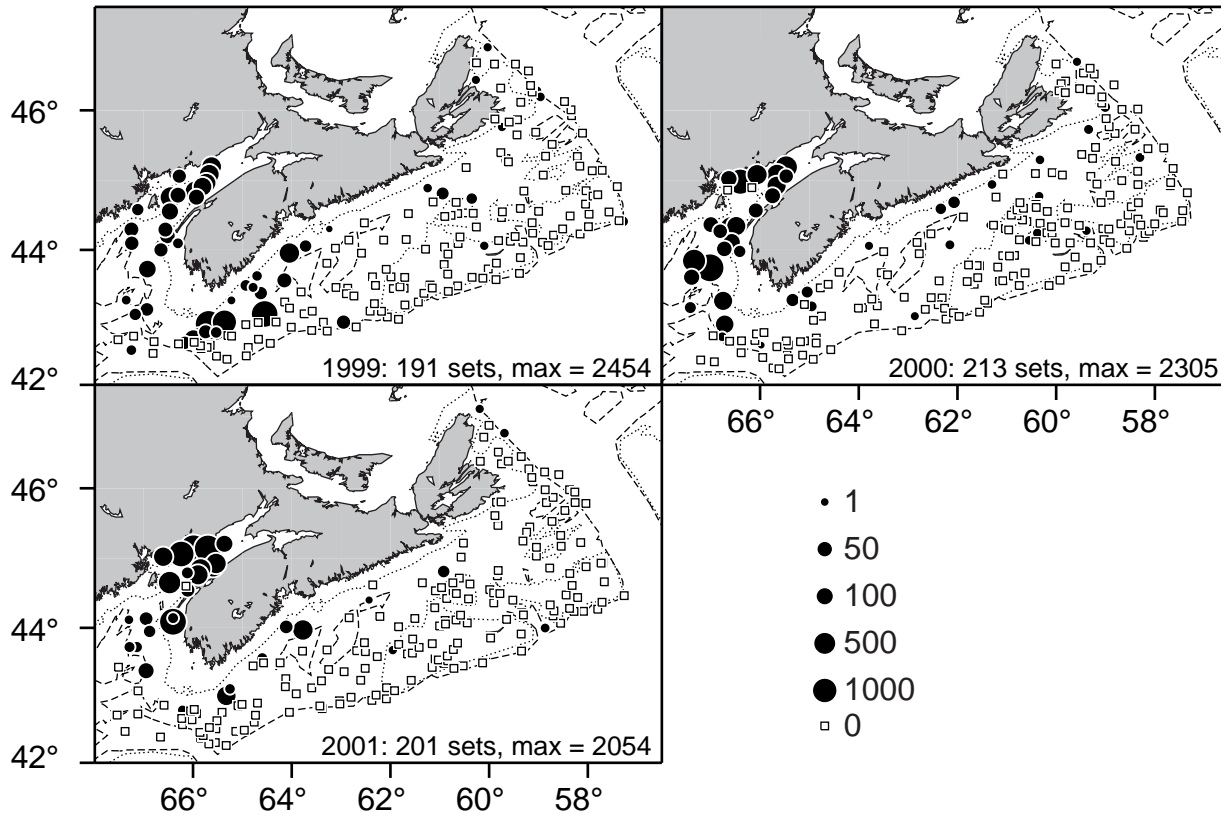 46°
44°
42°
1999: 191 sets, max = 2454
2000: 213 sets, max = 2305
66° 64° 62° 60° 58°
46°
44°
42°
2001: 201 sets, max = 2054
66° 64° 62° 60° 58°
1
50
100
500
1000
0